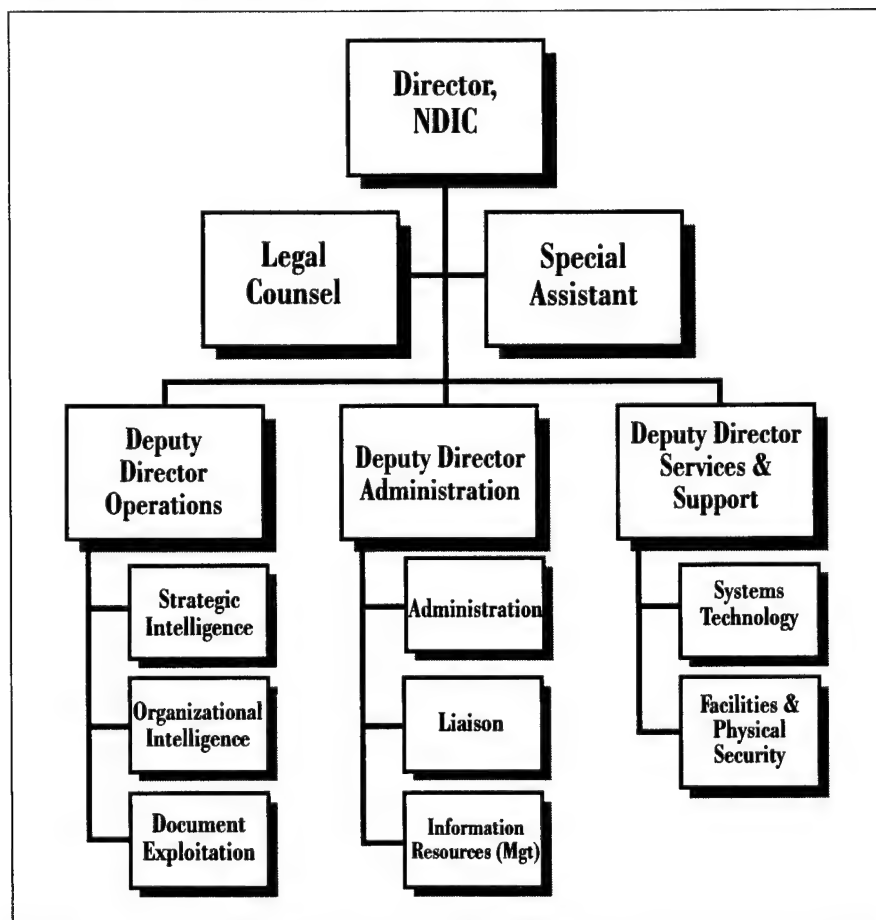 Director,
NDIC
Legal
Counsel
Special
Assistant
Deputy
Director
Operations
Deputy Director
Administration
Deputy Director
Services &
Support
Strategic
Intelligence
Organizational
Intelligence
Document
Exploitation
Administration
Liaison
Information
Resources (Mgt)
Systems
Technology
Facilities &
Physical
Security